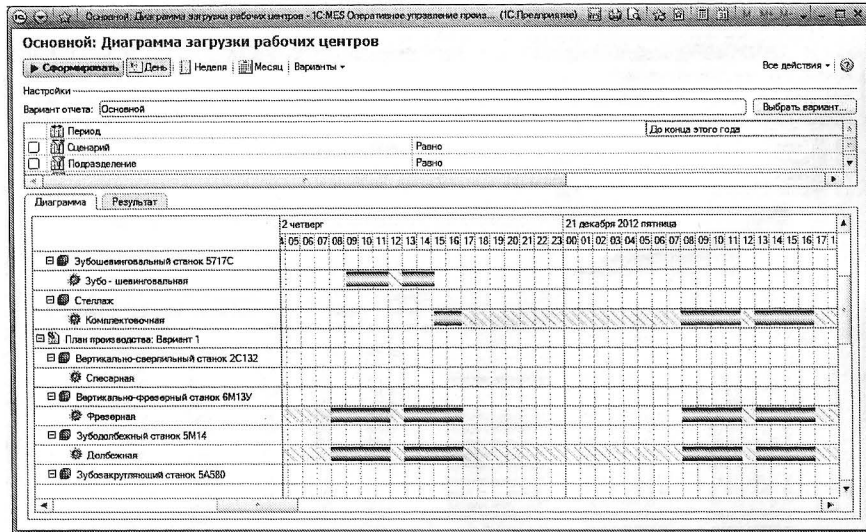 Основной: Диаграмма загрузки рабочих центров - 1С:MES Оперативное управление произв... (1С:Предприятие) M M+ M-
Основной: Диаграмма загрузки рабочих центров
Сформировать День Неделя Месяц Варианты Все действия
Настройки
Вариант отчета: Основной Выбрать вариант...
Период До конца этого года
Сценарий Равно
Подразделение Равно
Диаграмма Результат
2 четверг 21 декабря 2012 пятница
4 05 06 07 08 09 10 11 12 13 14 15 16 17 18 19 20 21 22 23 00 01 02 03 04 05 06 07 08 09 10 11 12 13 14 15 16 17 1
Зубошевинговальный станок 5717С
Зубо - шевинговальная
Стеллаж
Комплектовочная
План производства: Вариант 1
Вертикально-сверлильный станок 2С132
Слесарная
Вертикально-фрезерный станок 6М13У
Фрезерная
Зубодолбежный станок 5М14
Долбежная
Зубозакругляющий станок 5А580